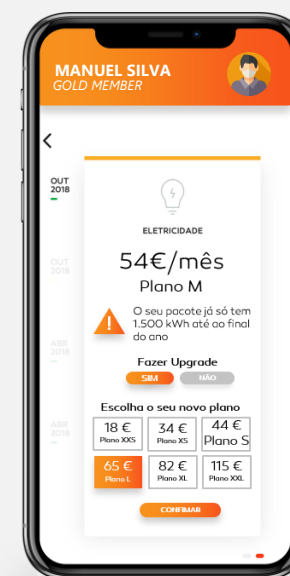 MANUEL SILVA
GOLD MEMBER
OUT
2018
ELETRICIDADE
54€/mês
Plano M
OUT
2018
O seu pacote já só tem
1.500 kWh até ao final
do ano
ABR
2018
Fazer Upgrade
SIM
NÃO
Escolha o seu novo plano
18 €
Plano XXS
34 €
Plano XS
44 €
Plano S
ABR
2018
65 €
Plano L
82 €
Plano XL
115 €
Plano XXL
CONFIMAR